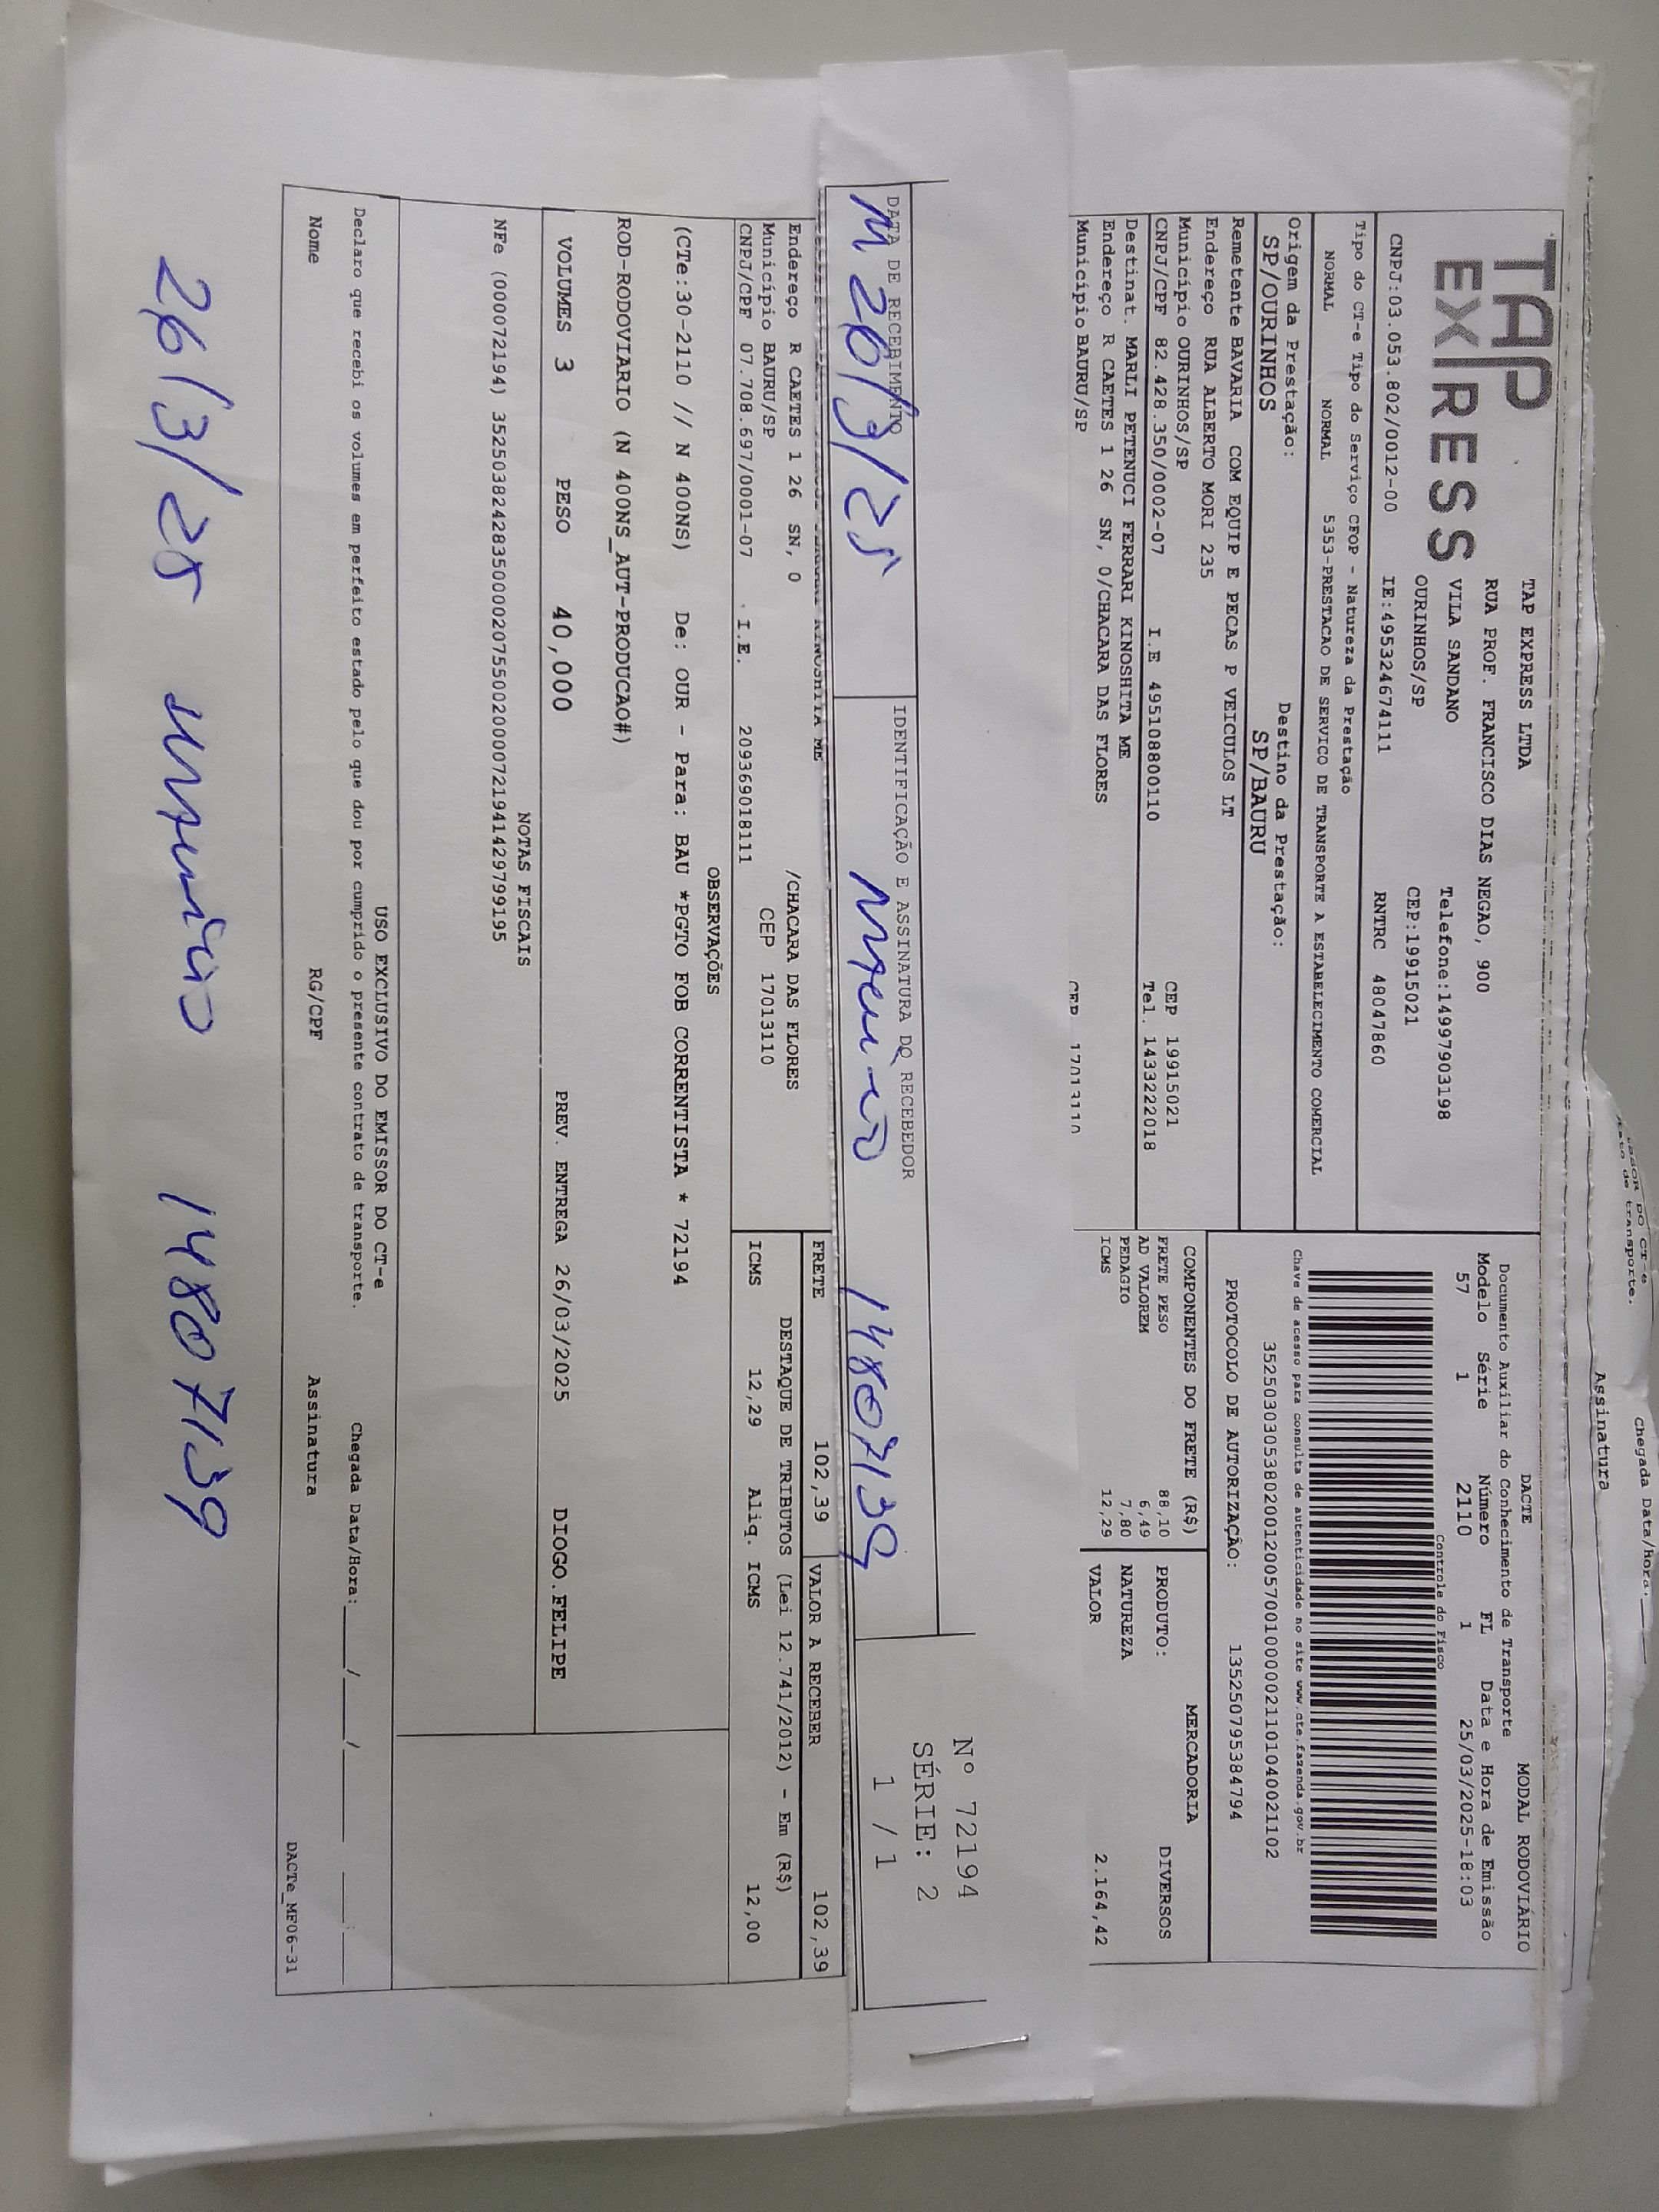 TAP
EXPRESS
TAP EXPRESS LTDA
RUA PROF. FRANCISCO DIAS NEGAO, 900
VILA SANDANO
Telefone:14997903198
OURINHOS/SP
CEP:19915021
CNPJ:03.053.802/0012-00
IE:495324674111
RNTRC 48047860
DACTE
MODAL RODOVIÁRIO
Documento Auxiliar do Conhecimento de Transporte
Modelo Série Número FL Data e Hora de Emissão
57 1 2110 1 25/03/2025-18:03
Controle do Fisco
Tipo do CT-e Tipo do Serviço CFOP - Natureza da Prestação
NORMAL NORMAL 5353-PRESTACAO DE SERVICO DE TRANSPORTE A ESTABELECIMENTO COMERCIAL
Chave de acesso para consulta de autenticidade no site www.cte.fazenda.gov.br
35250303053802001200570010000021101040021102
Origem da Prestação:
SP/OURINHOS
Destino da Prestação:
SP/BAURU
PROTOCOLO DE AUTORIZAÇÃO: 135250795384794
Remetente BAVARIA COM EQUIP E PECAS P VEICULOS LT
Endereço RUA ALBERTO MORI 235
Município OURINHOS/SP
CEP 19915021
CNPJ/CPF 82.428.350/0002-07 I.E 495108800110 Tel. 1433222018
Destinat. MARLI PETENUCI FERRARI KINOSHITA ME
Endereço R CAETES 1 26 SN, 0/CHACARA DAS FLORES
Município BAURU/SP
CEP 17013110
COMPONENTES DO FRETE (R$)
FRETE PESO 88,10
AD VALOREM 6,49
PEDAGIO 7,80
ICMS 12,29
MERCADORIA
PRODUTO: DIVERSOS
NATUREZA
VALOR 2.164,42
DATA DE RECEBIMENTO
IDENTIFICAÇÃO E ASSINATURA DO RECEBEDOR
26/3/25
14807139
Nº 72194
SÉRIE: 2
1 / 1
KINOSHITA ME
Endereço R CAETES 1 26 SN, 0 /CHACARA DAS FLORES
Município BAURU/SP CEP 17013110
CNPJ/CPF 07.708.697/0001-07 I.E. 209369018111
FRETE 102,39 VALOR A RECEBER 102,39
DESTAQUE DE TRIBUTOS (Lei 12.741/2012) - Em (R$)
ICMS 12,29 Aliq. ICMS 12,00
OBSERVAÇÕES
(CTe:30-2110 // N 400NS) De: OUR - Para: BAU *PGTO FOB CORRENTISTA * 72194
ROD-RODOVIARIO (N 400NS_AUT-PRODUCAO#)
VOLUMES 3 PESO 40,000 PREV. ENTREGA 26/03/2025 DIOGO.FELIPE
NOTAS FISCAIS
NFe (000072194) 35250382428350000207550020000721941429799195
USO EXCLUSIVO DO EMISSOR DO CT-e
Declaro que recebi os volumes em perfeito estado pelo que dou por cumprido o presente contrato de transporte. Chegada Data/Hora:____/____/______ ____:____
Nome RG/CPF Assinatura
DACTe_MF06-31
26/3/25 1480 7139
Chegada Data/Hora:
Assinatura